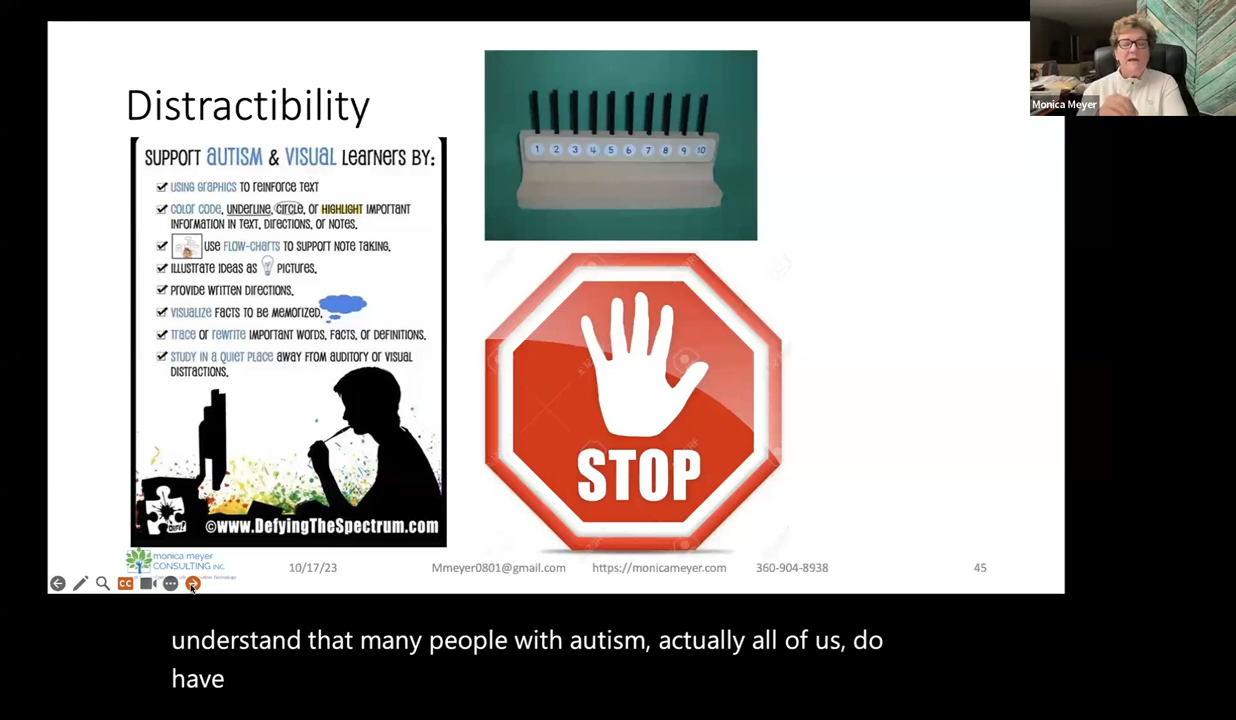 Distractibility
SUPPORT AUTISM & VISUAL LEARNERS BY:
USING GRAPHICS TO REINFORCE TEXT
COLOR CODE, UNDERLINE, CIRCLE, OR HIGHLIGHT IMPORTANT
INFORMATION IN TEXT, DIRECTIONS, OR NOTES.
USE FLOW-CHARTS TO SUPPORT NOTE TAKING.
ILLUSTRATE IDEAS AS PICTURES.
PROVIDE WRITTEN DIRECTIONS.
VISUALIZE FACTS TO BE MEMORIZED.
TRACE OR REWRITE IMPORTANT WORDS, FACTS, OR DEFINITIONS.
STUDY IN A QUIET PLACE AWAY FROM AUDITORY OR VISUAL
DISTRACTIONS.
©www.DefyingTheSpectrum.com
1 2 3 4 5 6 7 8 9 10
STOP
Monica Meyer
monica meyer
CONSULTING INC.
10/17/23 Mmeyer0801@gmail.com https://monicameyer.com 360-904-8938 45
CC
understand that many people with autism, actually all of us, do
have